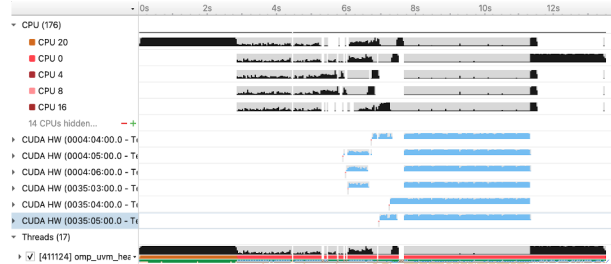 0s 2s 4s 6s 8s 10s 12s
CPU (176)
CPU 20
CPU 0
CPU 4
CPU 8
CPU 16
14 CPUs hidden... − +
CUDA HW (0004:04:00.0 - Te
CUDA HW (0004:05:00.0 - Te
CUDA HW (0004:06:00.0 - Te
CUDA HW (0035:03:00.0 - Te
CUDA HW (0035:04:00.0 - Te
CUDA HW (0035:05:00.0 - Te
Threads (17)
[411124] omp_uvm_hea